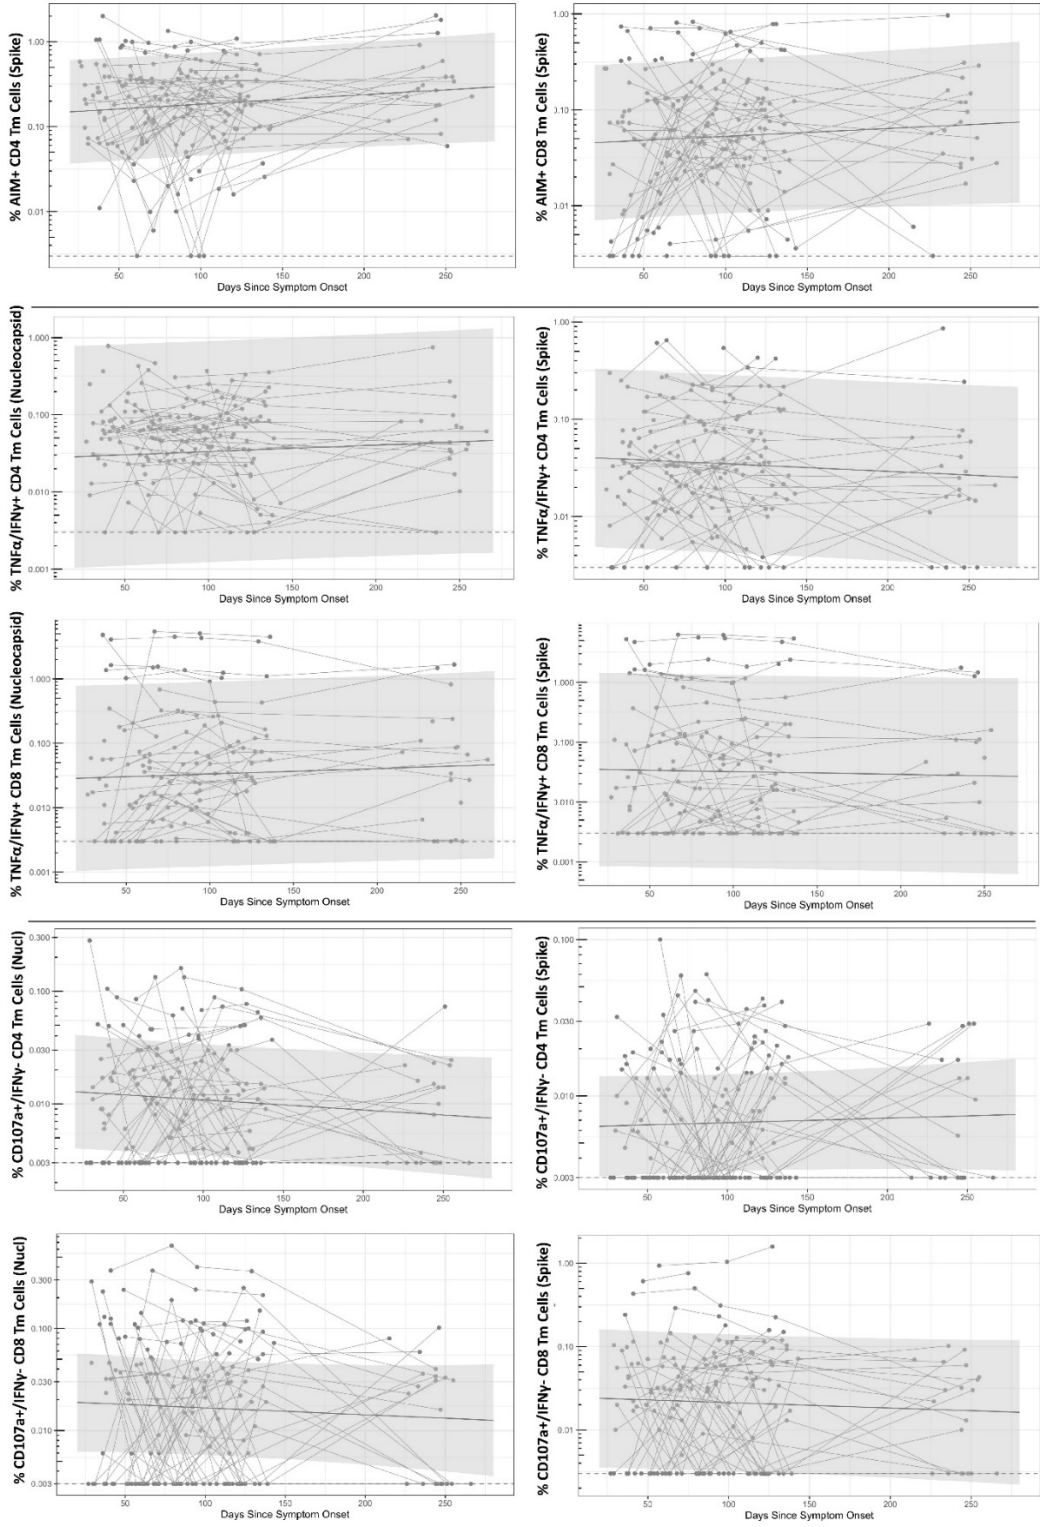 % AIM+ CD4 Tm Cells (Spike)
1.00
0.10
0.01
50 100 150 200 250
Days Since Symptom Onset
% AIM+ CD8 Tm Cells (Spike)
1.00
0.10
0.01
50 100 150 200 250
Days Since Symptom Onset
% TNFα/IFNγ+ CD4 Tm Cells (Nucleocapsid)
1.000
0.100
0.010
0.001
50 100 150 200 250
Days Since Symptom Onset
% TNFα/IFNγ+ CD4 Tm Cells (Spike)
1.00
0.10
0.01
50 100 150 200 250
Days Since Symptom Onset
% TNFα/IFNγ+ CD8 Tm Cells (Nucleocapsid)
1.000
0.100
0.010
0.001
50 100 150 200 250
Days Since Symptom Onset
% TNFα/IFNγ+ CD8 Tm Cells (Spike)
1.000
0.100
0.010
0.001
50 100 150 200 250
Days Since Symptom Onset
% CD107a+/IFNγ- CD4 Tm Cells (Nucl)
0.300
0.100
0.030
0.010
0.003
50 100 150 200 250
Days Since Symptom Onset
% CD107a+/IFNγ- CD4 Tm Cells (Spike)
0.100
0.030
0.010
0.003
50 100 150 200 250
Days Since Symptom Onset
% CD107a+/IFNγ- CD8 Tm Cells (Nucl)
0.300
0.100
0.030
0.010
0.003
50 100 150 200 250
Days Since Symptom Onset
% CD107a+/IFNγ- CD8 Tm Cells (Spike)
1.00
0.10
0.01
50 100 150 200 250
Days Since Symptom Onset